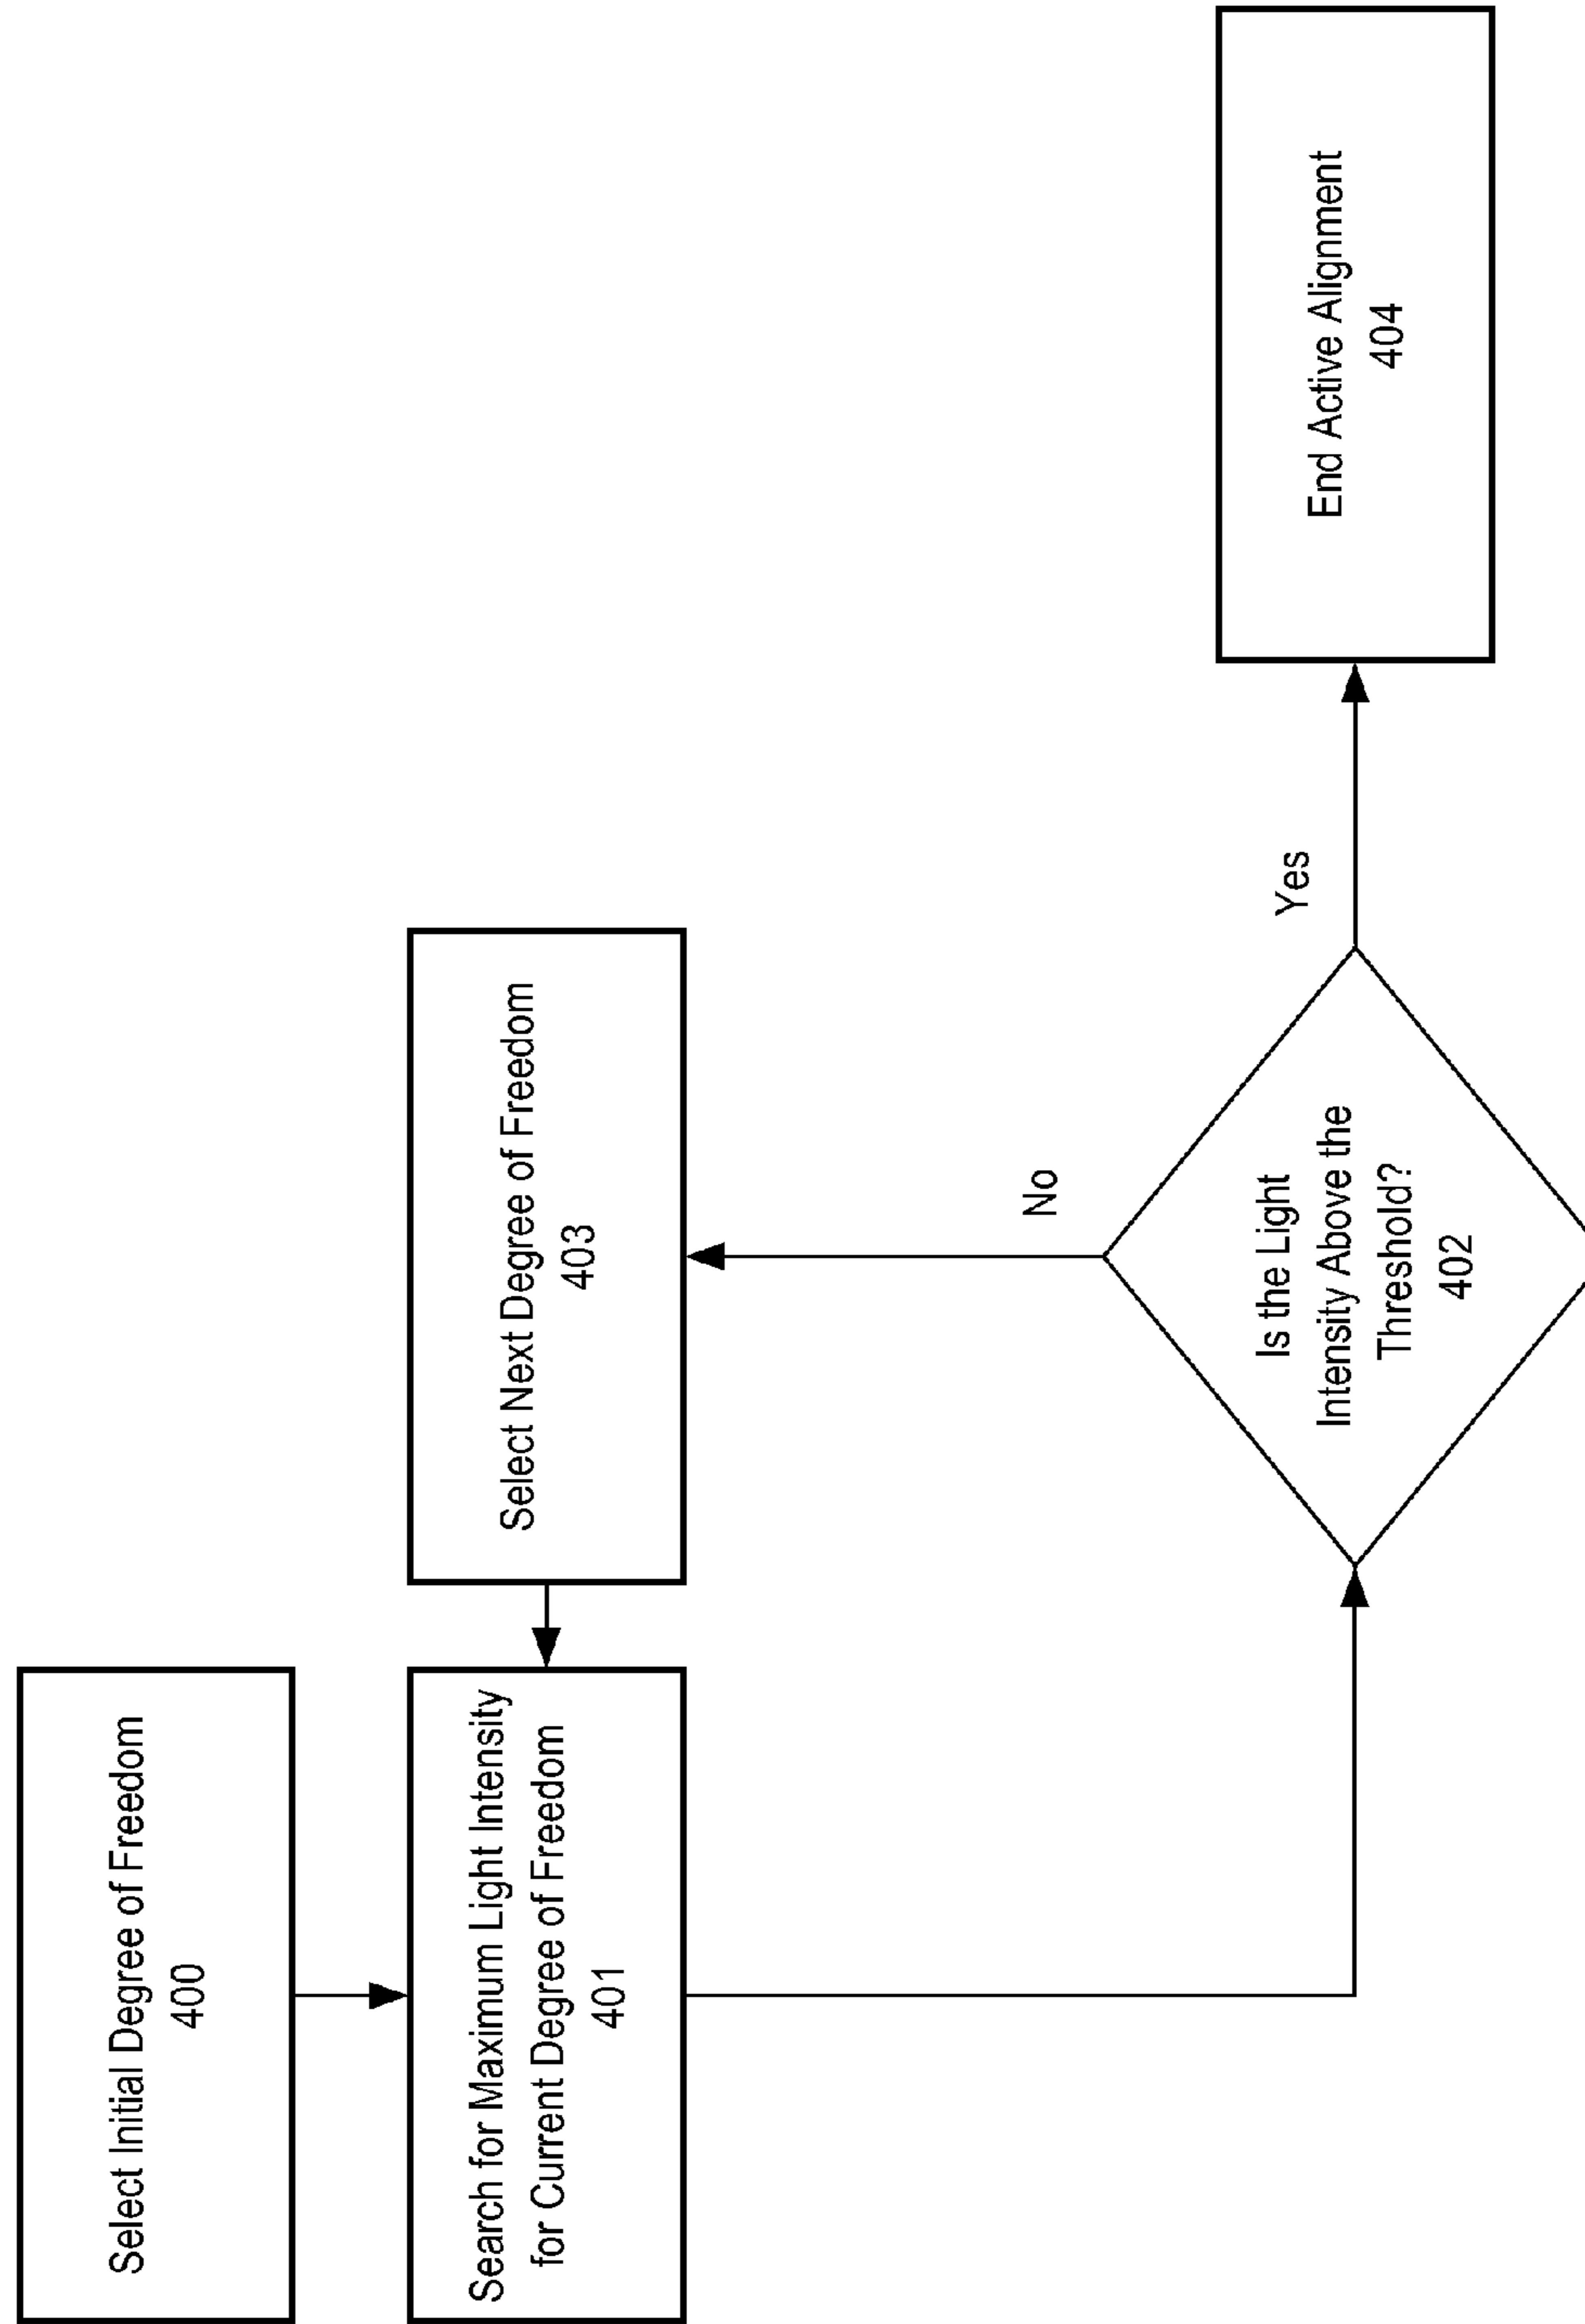 Select Initial Degree of Freedom
400
Search for Maximum Light Intensity
for Current Degree of Freedom
401
Select Next Degree of Freedom
403
No
Is the Light
Intensity Above the
Threshold?
402
Yes
End Active Alignment
404